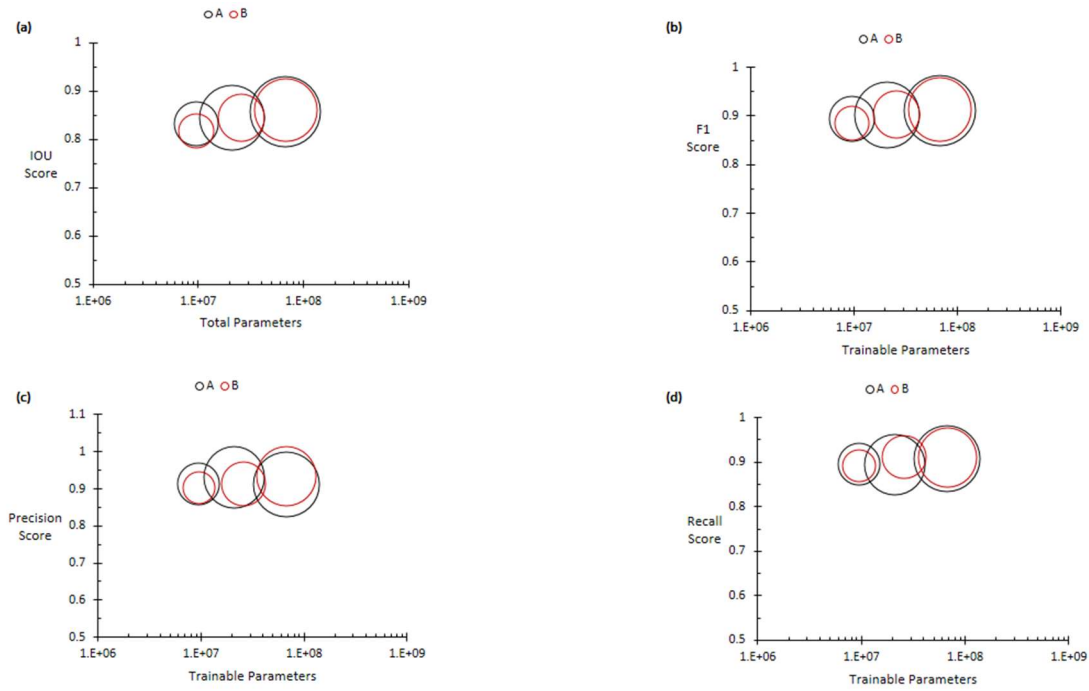 (a)
A B
1
0.9
0.8
0.7
0.6
0.5
IOU
Score
1.E+06 1.E+07 1.E+08 1.E+09
Total Parameters
(b)
A B
1
0.9
0.8
0.7
0.6
0.5
F1
Score
1.E+06 1.E+07 1.E+08 1.E+09
Trainable Parameters
(c)
A B
1.1
1
0.9
0.8
0.7
0.6
0.5
Precision
Score
1.E+06 1.E+07 1.E+08 1.E+09
Trainable Parameters
(d)
A B
1
0.9
0.8
0.7
0.6
0.5
Recall
Score
1.E+06 1.E+07 1.E+08 1.E+09
Trainable Parameters